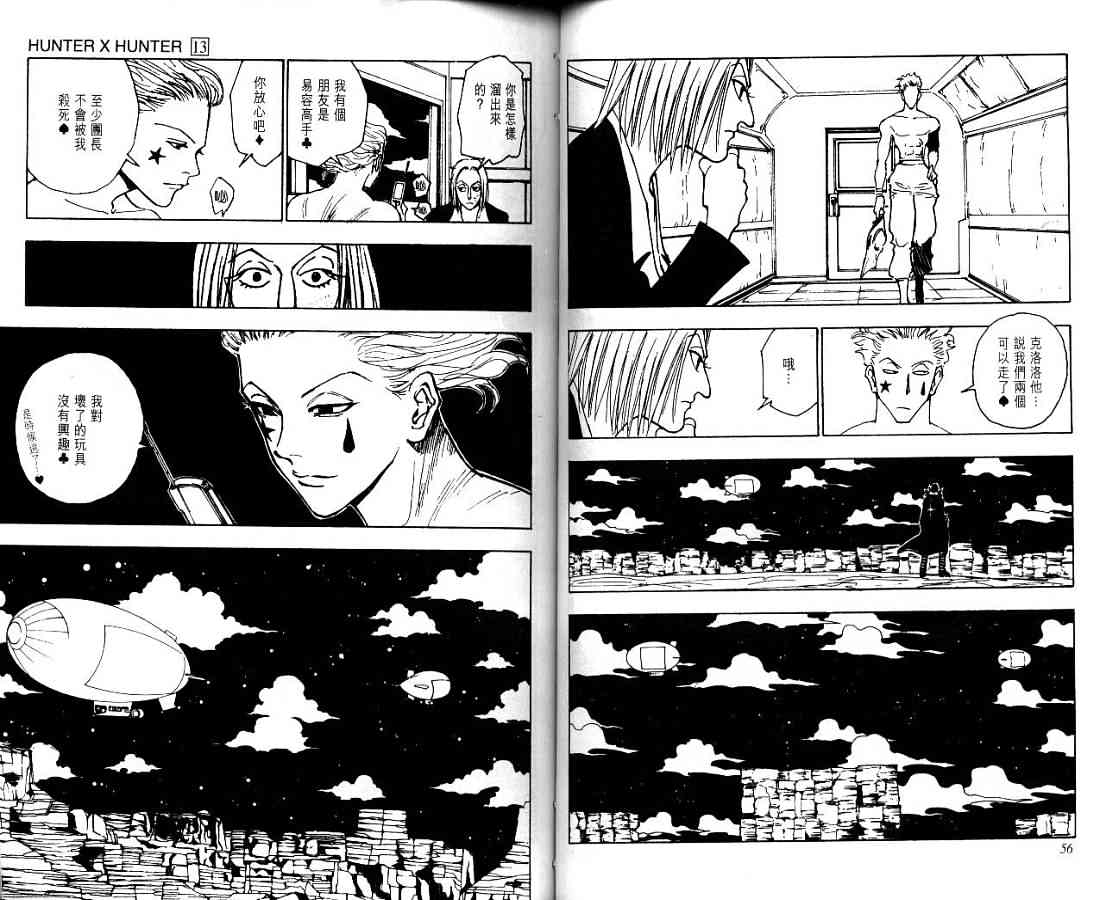 HUNTER X HUNTER 13
克洛洛他…
說我們兩個
可以走了♠
哦…
56
你是怎樣
溜出來
的？
我有個
朋友是
易容高手♣
你放心吧♦
至少團長
不會被我
殺死♠
我對
壞了的玩具
沒有興趣♣
是時候逃了…♥